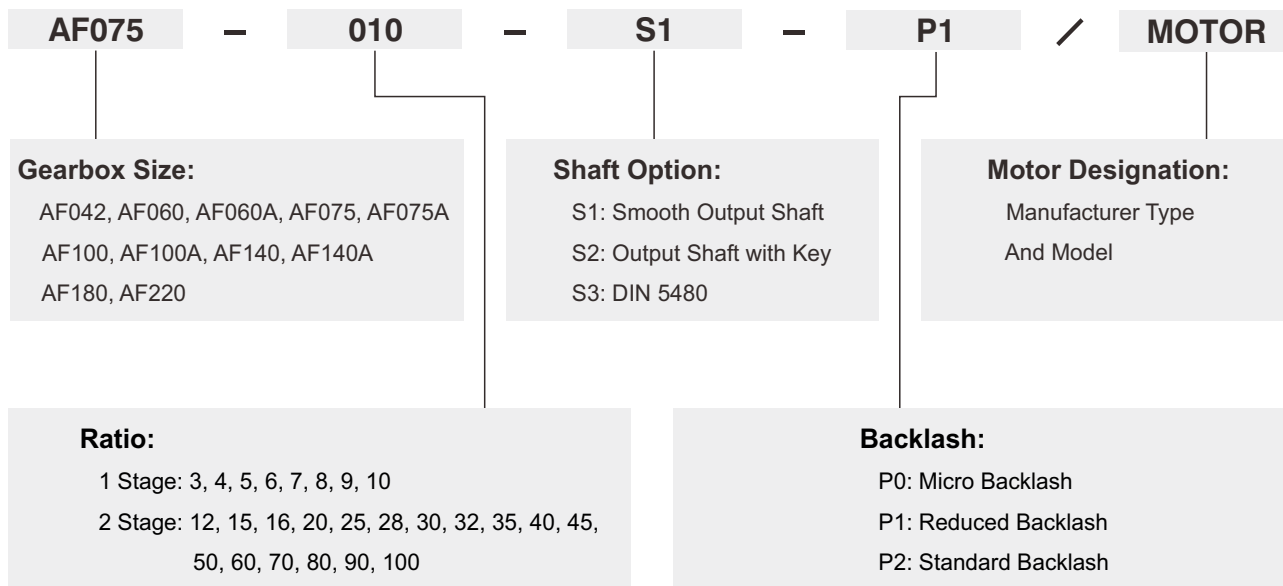 AF075 – 010 – S1 – P1 / MOTOR
Gearbox Size:
AF042, AF060, AF060A, AF075, AF075A
AF100, AF100A, AF140, AF140A
AF180, AF220
Shaft Option:
S1: Smooth Output Shaft
S2: Output Shaft with Key
S3: DIN 5480
Motor Designation:
Manufacturer Type
And Model
Ratio:
1 Stage: 3, 4, 5, 6, 7, 8, 9, 10
2 Stage: 12, 15, 16, 20, 25, 28, 30, 32, 35, 40, 45,
50, 60, 70, 80, 90, 100
Backlash:
P0: Micro Backlash
P1: Reduced Backlash
P2: Standard Backlash